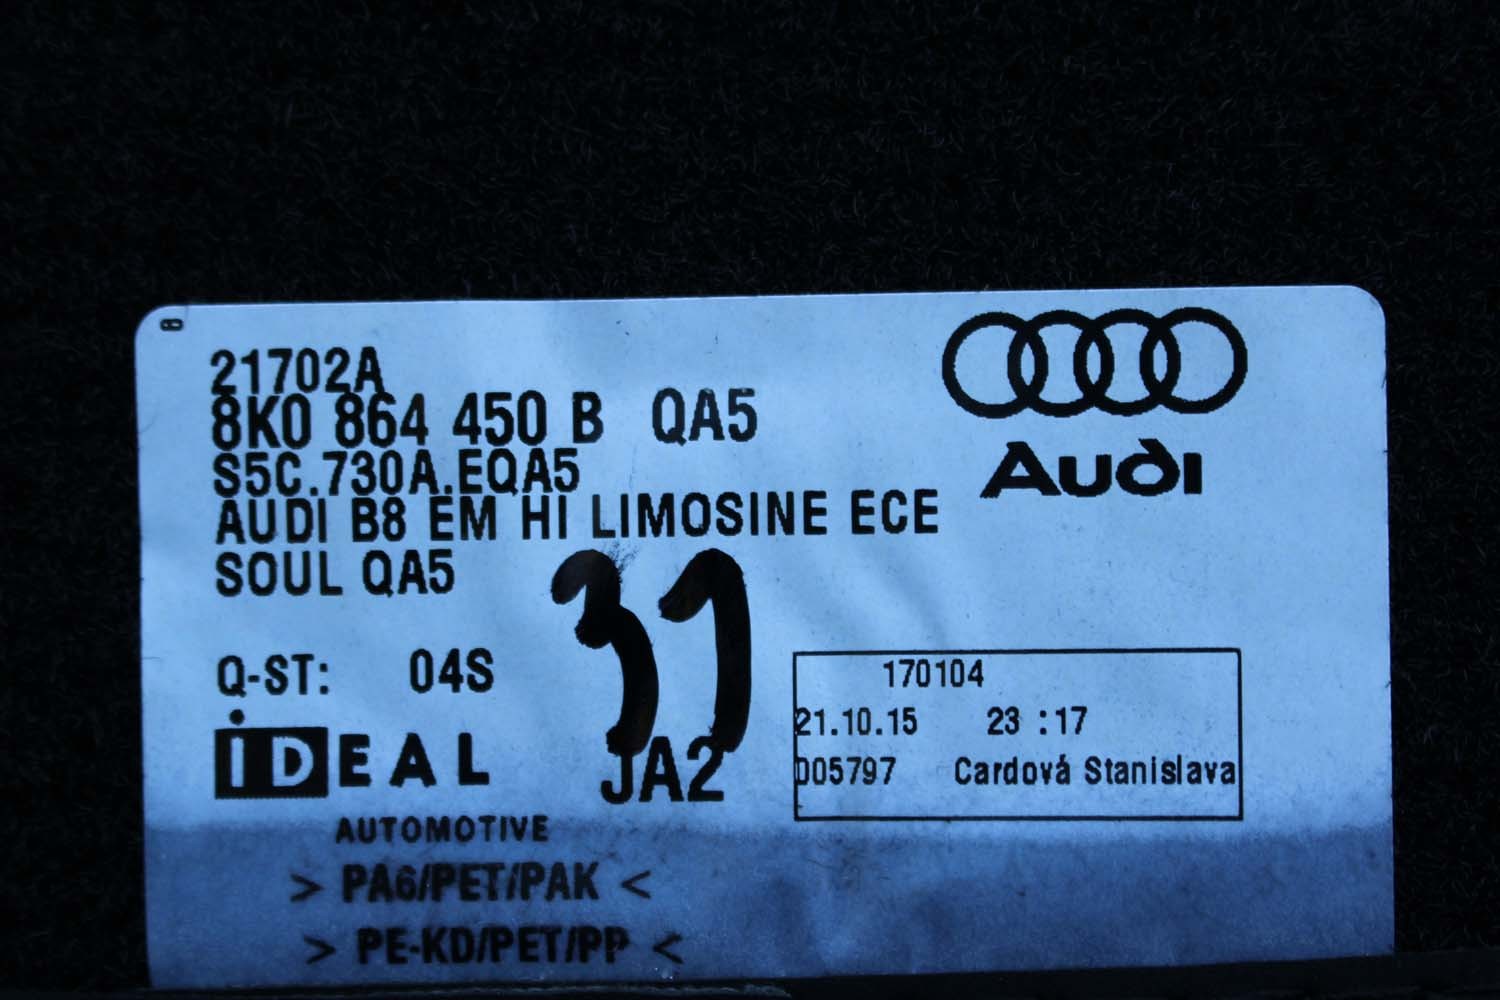 21702A
8K0 864 450 B QA5
S5C.730A.EQA5
AUDI B8 EM HI LIMOSINE ECE
SOUL QA5
Audi
31
Q-ST: 04S
iDEAL
AUTOMOTIVE
JA2
170104
21.10.15 23 :17
005797 Cardová Stanislava
> PA6/PET/PAK <
> PE-KD/PET/PP <